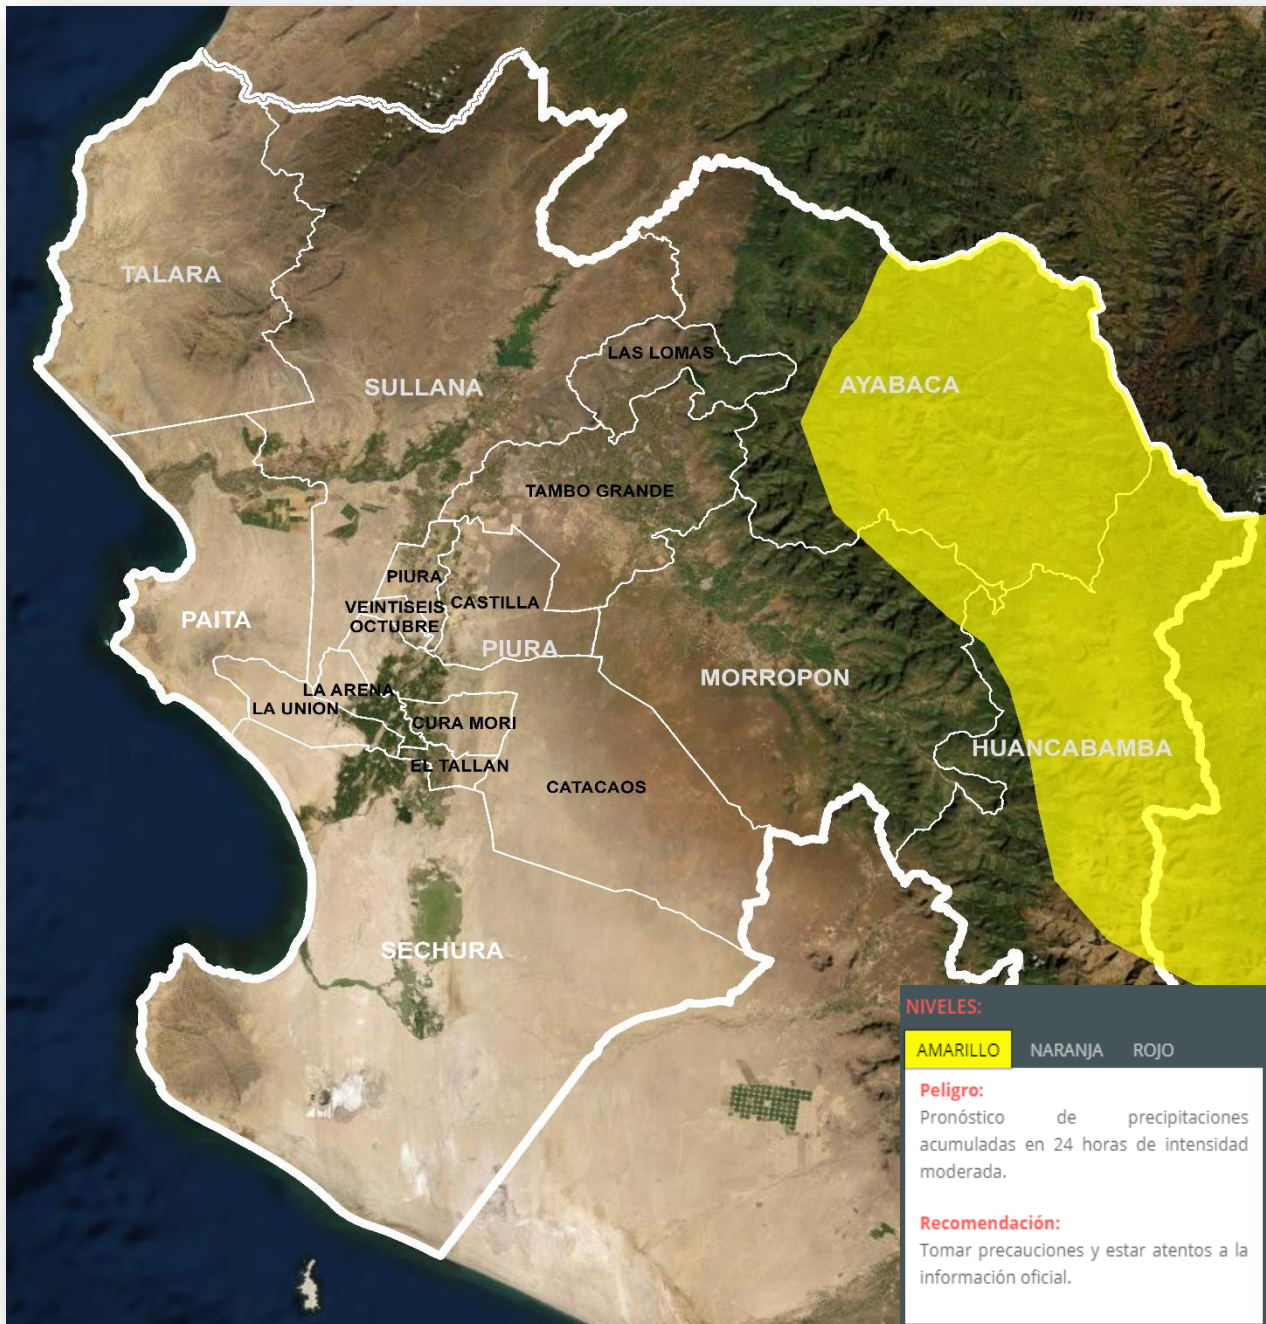 TALARA
LAS LOMAS
SULLANA
AYABACA
TAMBO GRANDE
PIURA
CASTILLA
VEINTISEIS
OCTUBRE
PAITA
PIURA
MORROPON
LA ARENA
LA UNION
CURA MORI
HUANCABAMBA
EL TALLAN
CATACAOS
SECHURA
NIVELES:
AMARILLO NARANJA ROJO
Peligro:
Pronóstico de precipitaciones
acumuladas en 24 horas de intensidad
moderada.
Recomendación:
Tomar precauciones y estar atentos a la
información oficial.